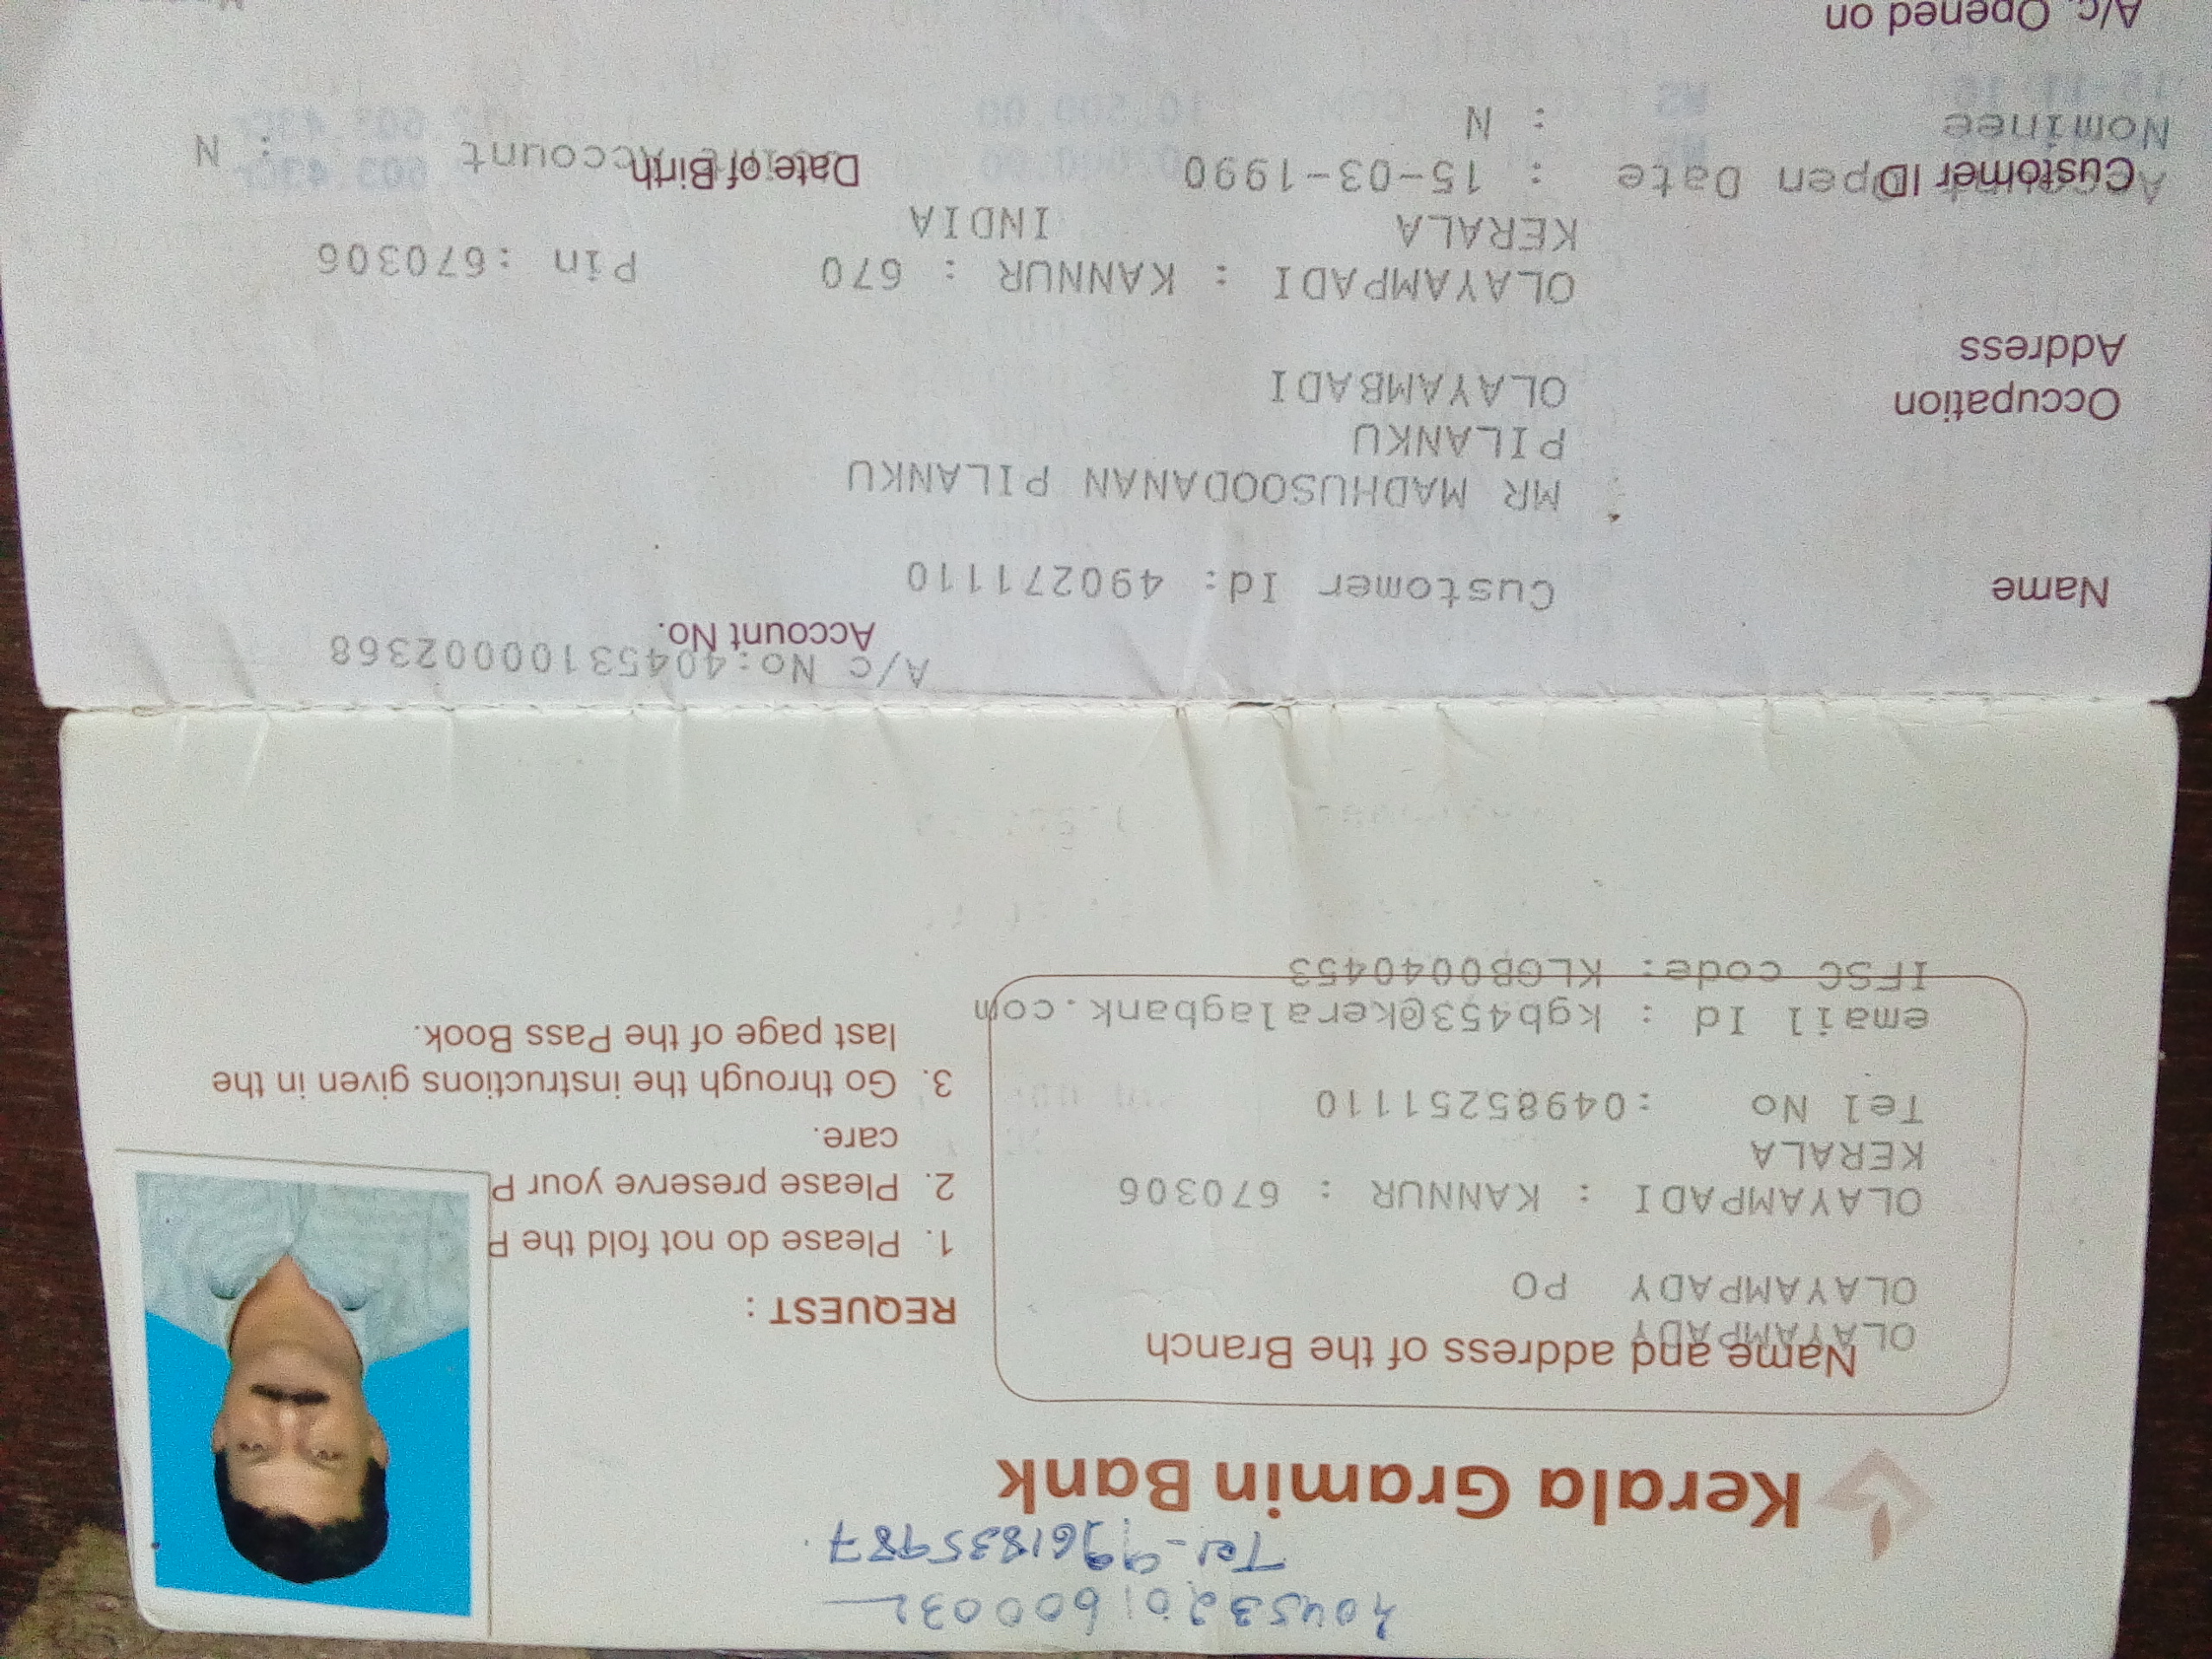 Tel-9961835987
Kerala Gramin Bank
Name and address of the Branch
OLAYAMPADY
OLAYAMPADY PO
OLAYAMPADI : KANNUR : 670306
KERALA
Tel No :04985251110
email Id : kgb453@keralagbank.com
IFSC code: KLGB0040453
REQUEST :
1. Please do not fold the P
2. Please preserve your P
care.
3. Go through the instructions given in the
last page of the Pass Book.
A/c No:40453100002368
Account No.
Name
Customer Id: 490271110
MR MADHUSOODANAN PILANKU
PILANKU
Occupation
OLAYAMBADI
Address
OLAYAMPADI : KANNUR : 670 Pin :670306
KERALA INDIA
Customer ID Date of Birth
Account Open Date : 15-03-1990 Account : N
Nominee : N
A/c. Opened on